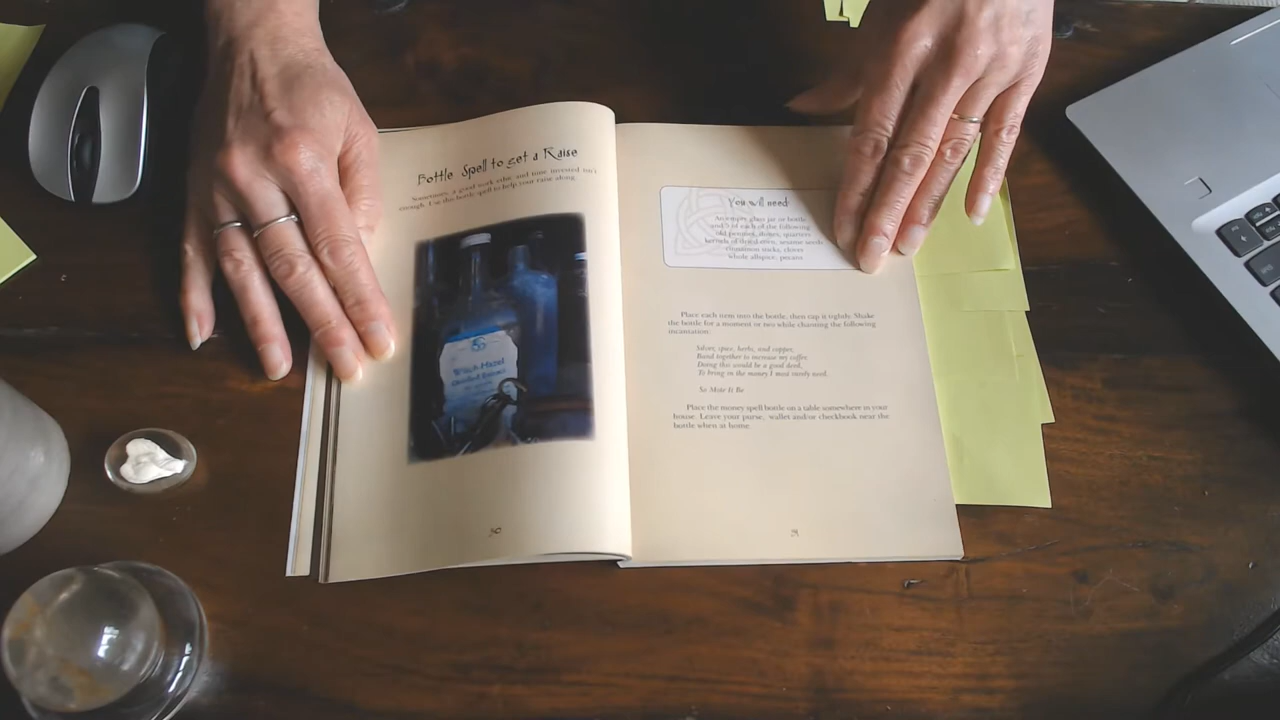 Bottle Spell to get a Raise
Sometimes, a good work ethic and time invested isn't
enough. Use this bottle spell to help your raise along.
Witch Hazel
You will need:
An empty glass jar or bottle
and 5 of each of the following
old pennies, dimes, quarters
kernels of dried corn, sesame seeds
cinnamon sticks, cloves
whole allspice, pecans
Place each item into the bottle, then cap it tightly. Shake
the bottle for a moment or two while chanting the following
incantation:
Silver, spice, herbs, and copper,
Band together to increase my coffer.
Doing this would be a good deed,
To bring in the money I most surely need.
So Mote It Be
Place the money spell bottle on a table somewhere in your
house. Leave your purse, wallet and/or checkbook near the
bottle when at home.